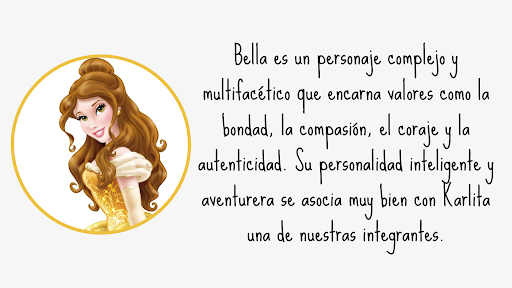 Bella es un personaje complejo y
multifacético que encarna valores como la
bondad, la compasión, el coraje y la
autenticidad. Su personalidad inteligente y
aventurera se asocia muy bien con Karlita
una de nuestras integrantes.